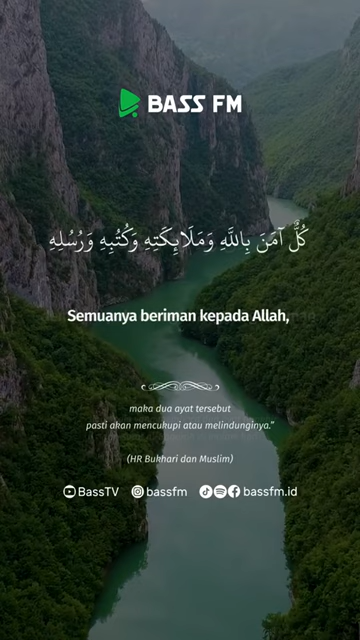 BASS FM
كُلٌّ آمَنَ بِاللَّهِ وَمَلَائِكَتِهِ وَكُتُبِهِ وَرُسُلِهِ
Semuanya beriman kepada Allah,
maka dua ayat tersebut
pasti akan mencukupi atau melindunginya.”
(HR Bukhari dan Muslim)
BassTV bassfm bassfm.id